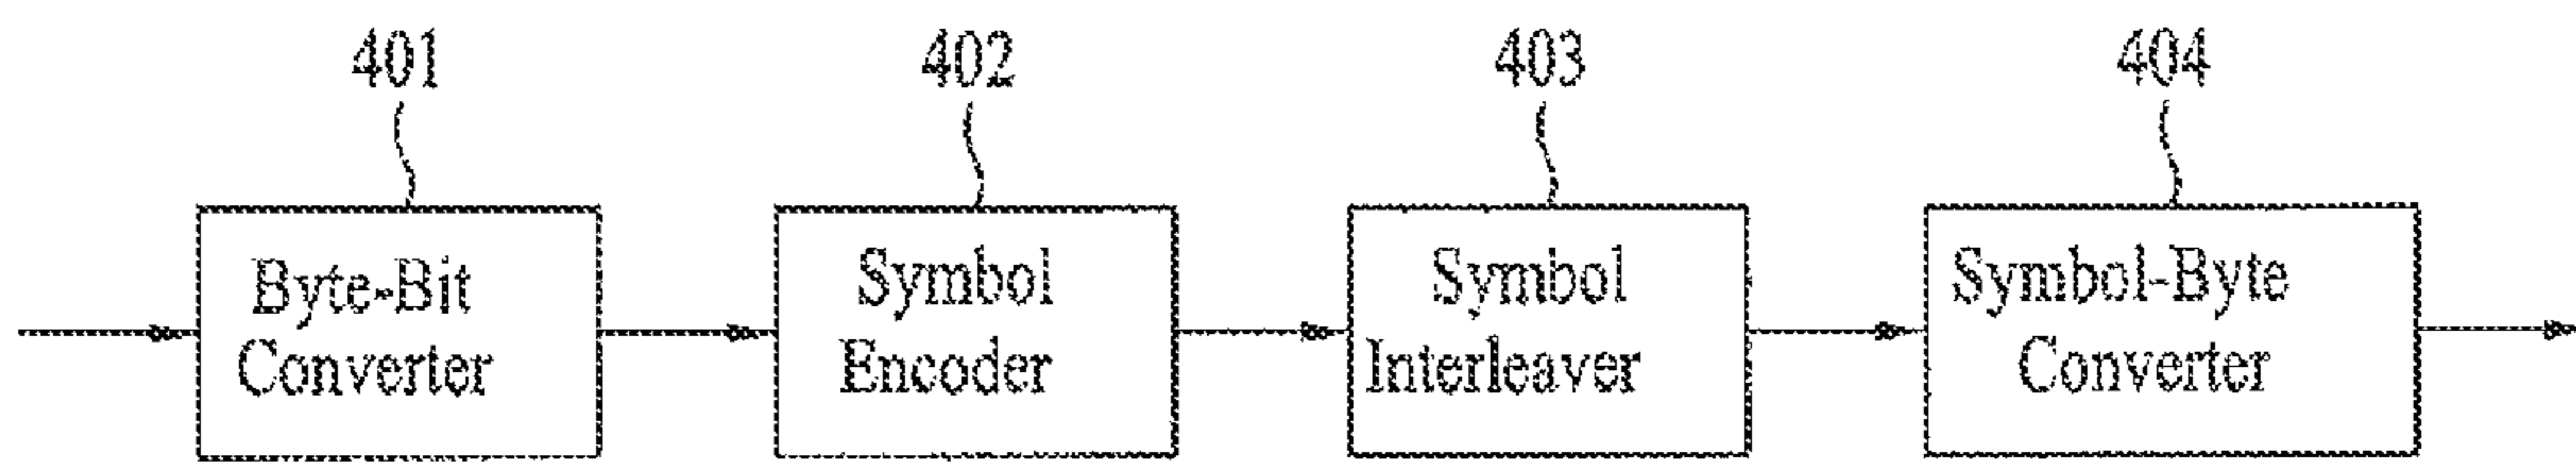 401
402
403
404
Byte-Bit
Converter
Symbol
Encoder
Symbol
Interleaver
Symbol-Byte
Converter